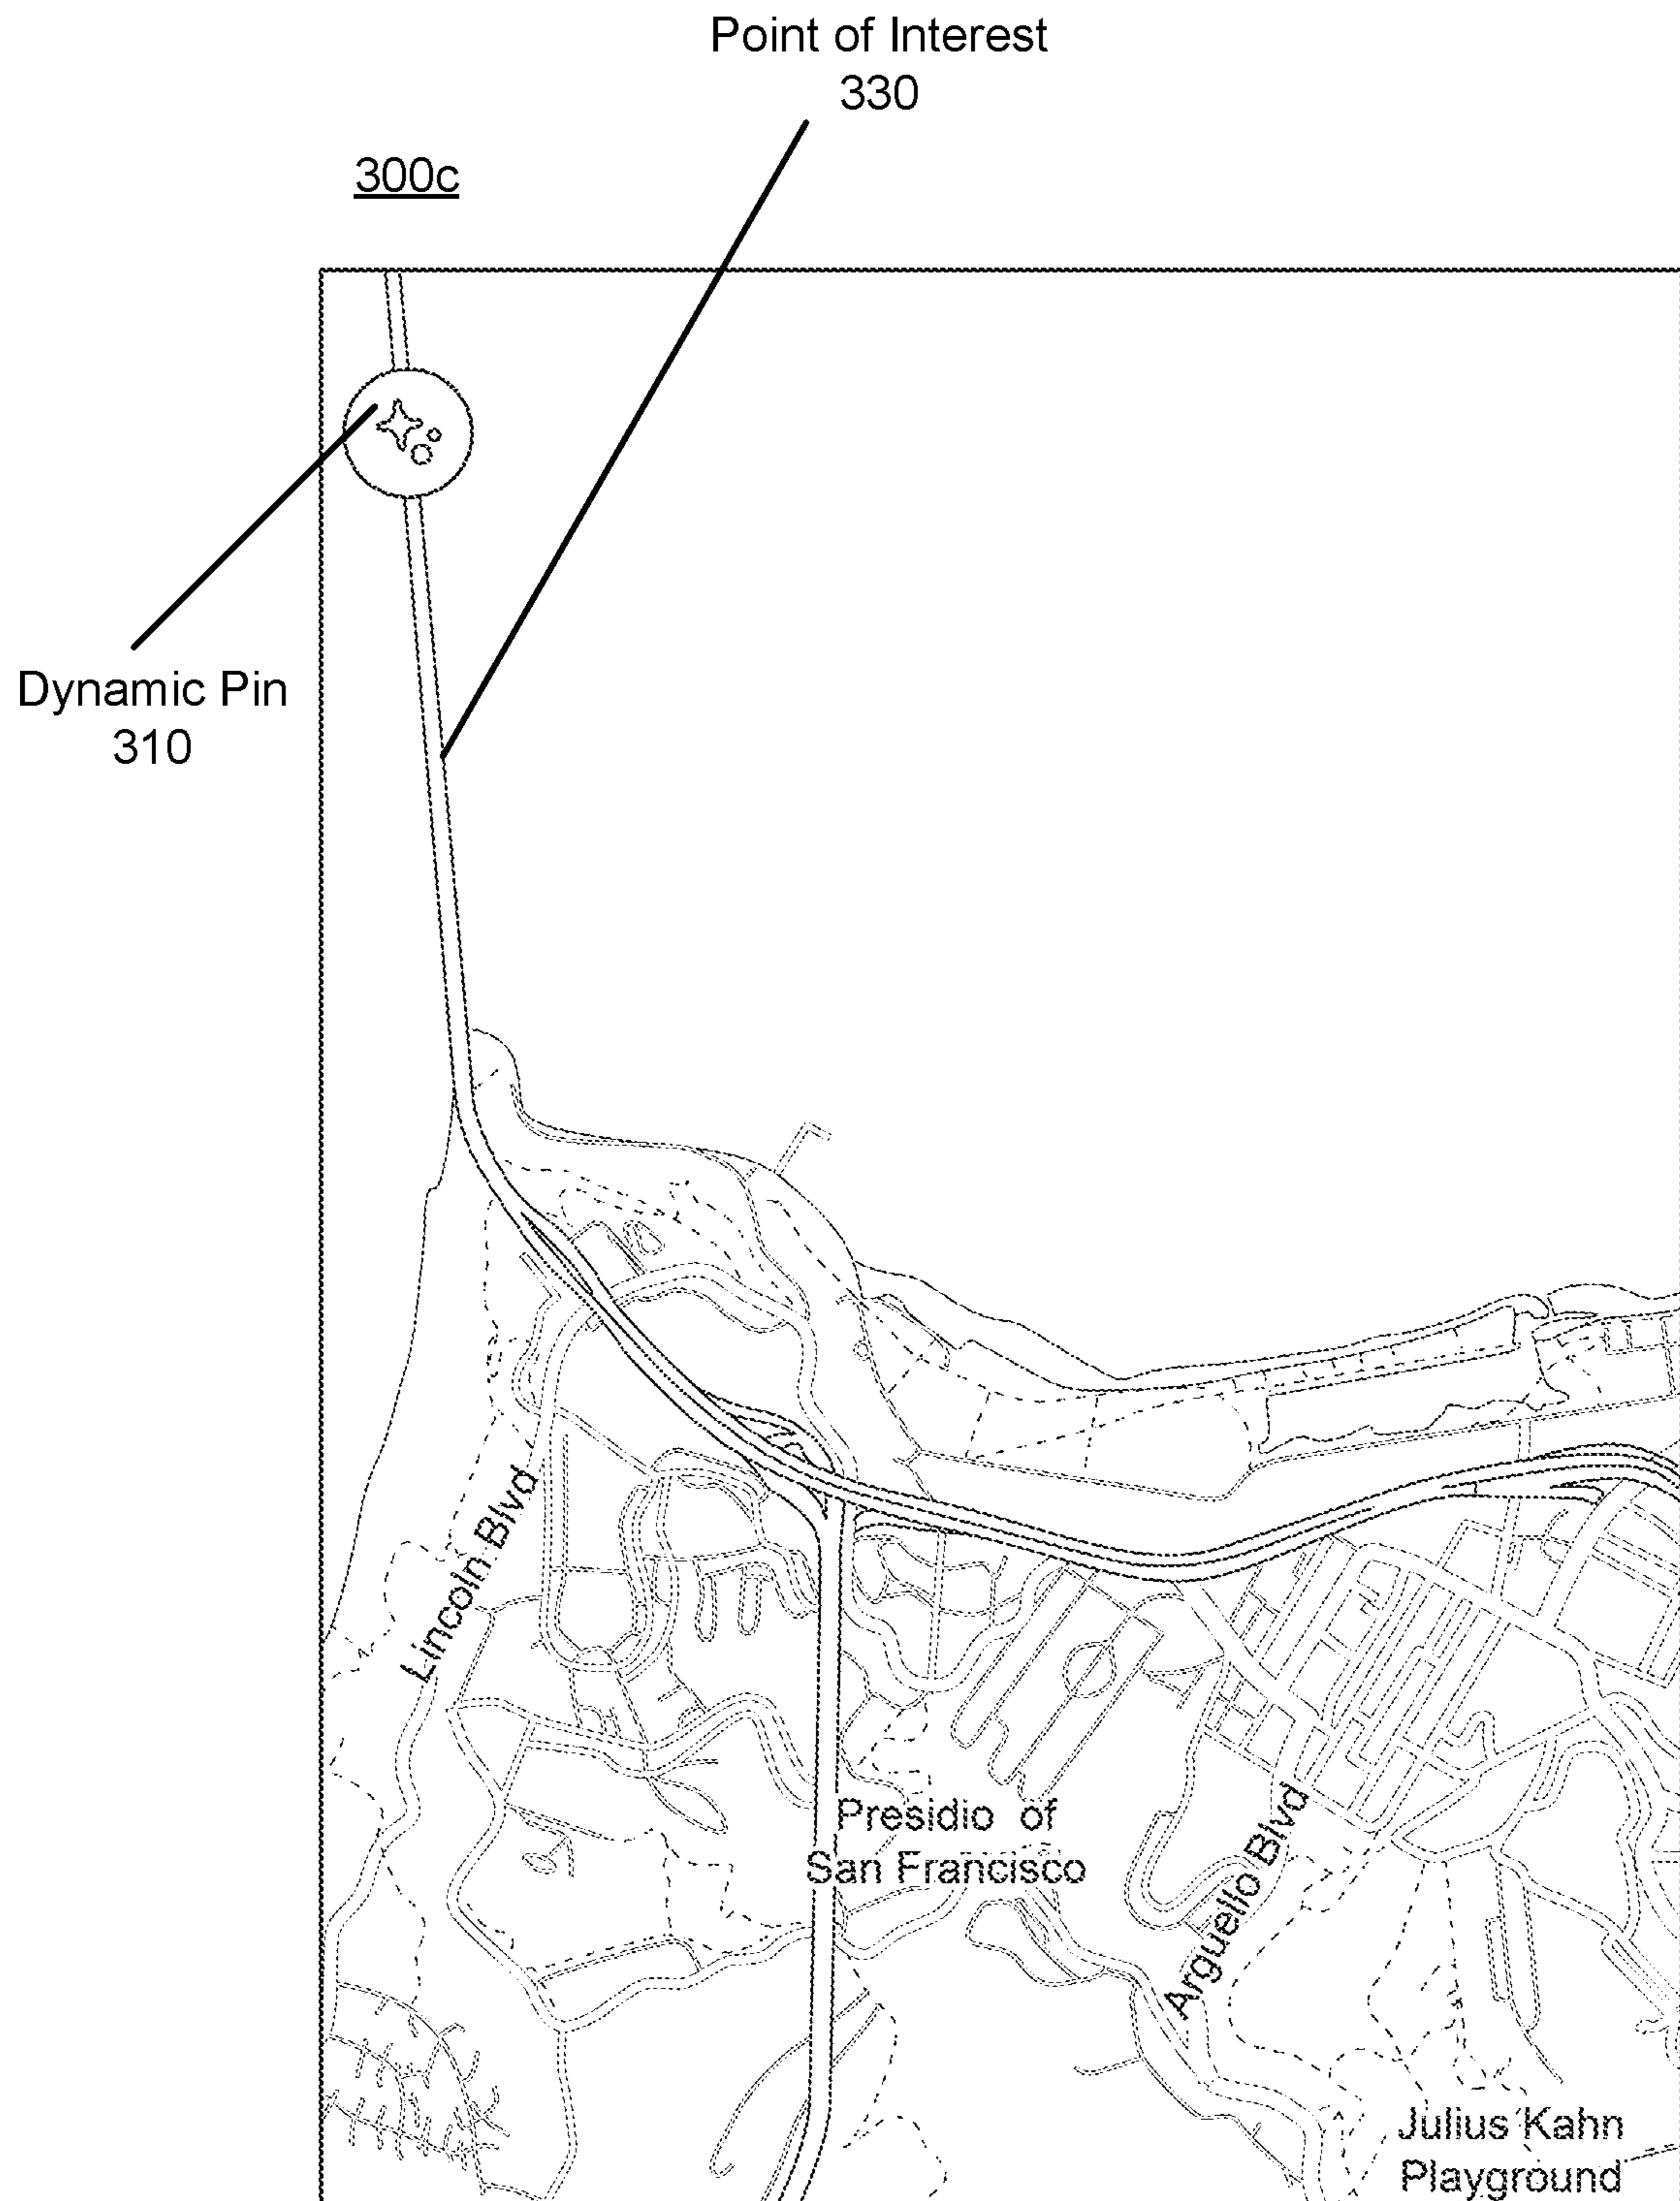 Point of Interest
330
300c
Dynamic Pin
310
Lincoln Blvd
Presidio of
San Francisco
Arguello Blvd
Julius Kahn
Playground